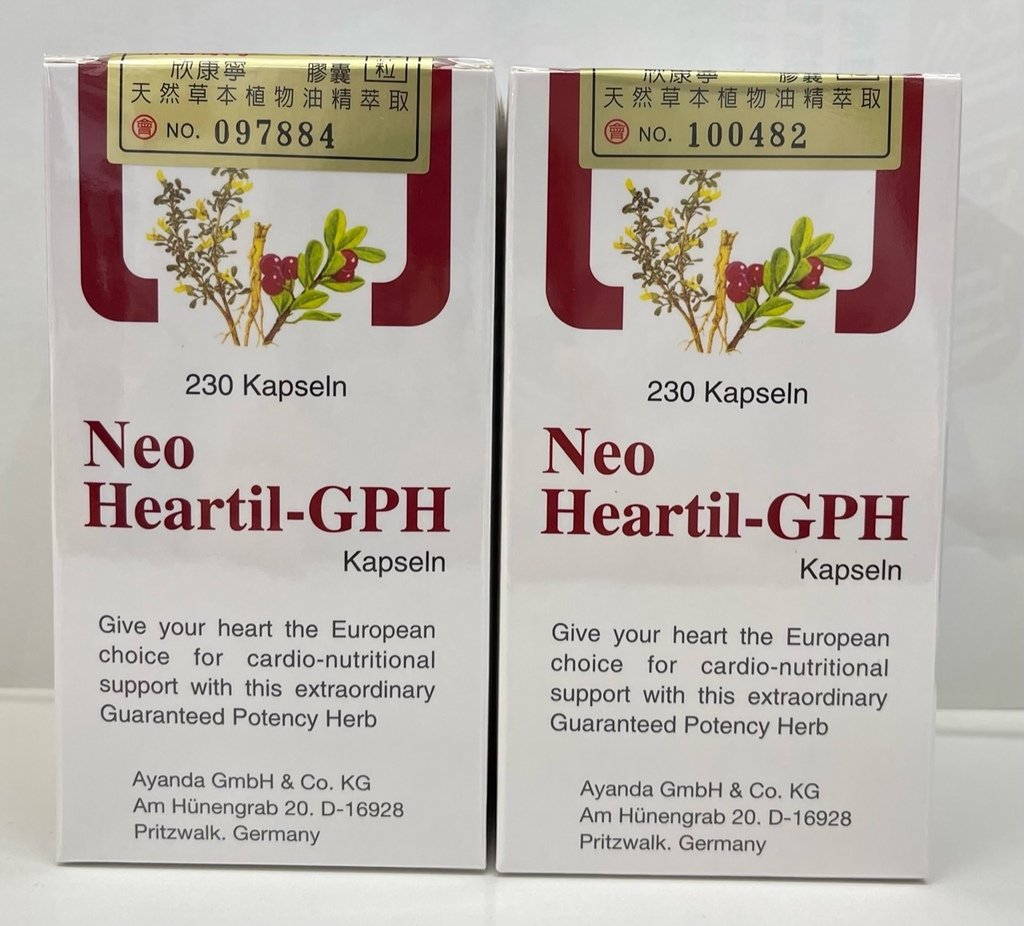 欣康寧 膠囊 粒
天然草本植物油精萃取
會 NO. 097884
230 Kapseln
Neo
Heartil-GPH
Kapseln
Give your heart the European
choice for cardio-nutritional
support with this extraordinary
Guaranteed Potency Herb
Ayanda GmbH & Co. KG
Am Hünengrab 20. D-16928
Pritzwalk. Germany
欣康寧 膠囊
天然草本植物油精萃取
會 NO. 100482
230 Kapseln
Neo
Heartil-GPH
Kapseln
Give your heart the European
choice for cardio-nutritional
support with this extraordinary
Guaranteed Potency Herb
Ayanda GmbH & Co. KG
Am Hünengrab 20. D-16928
Pritzwalk. Germany